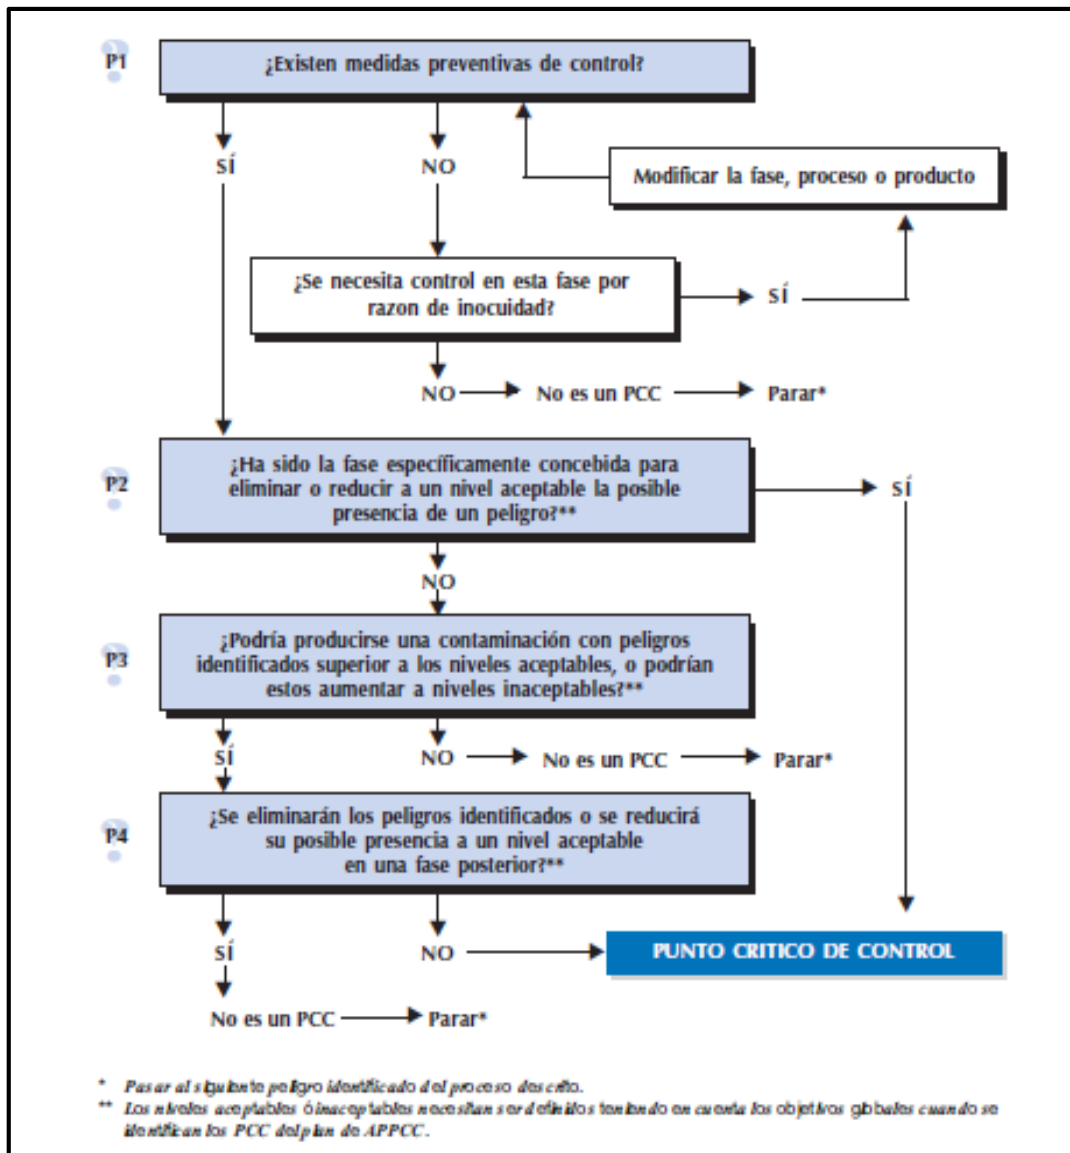 P1
¿Existen medidas preventivas de control?
SÍ
NO
Modificar la fase, proceso o producto
¿Se necesita control en esta fase por
razon de inocuidad?
SÍ
NO
No es un PCC
Parar*
P2
¿Ha sido la fase específicamente concebida para
eliminar o reducir a un nivel aceptable la posible
presencia de un peligro?**
SÍ
NO
P3
¿Podría producirse una contaminación con peligros
identificados superior a los niveles aceptables, o podrían
estos aumentar a niveles inaceptables?**
SÍ
NO
No es un PCC
Parar*
P4
¿Se eliminarán los peligros identificados o se reducirá
su posible presencia a un nivel aceptable
en una fase posterior?**
SÍ
NO
PUNTO CRITICO DE CONTROL
No es un PCC
Parar*
* Pasar al siguiente peligro identificado del proceso descrito.
** Los niveles aceptables ó inaceptables necesitan ser definidos teniendo en cuenta los objetivos globales cuando se
identifican los PCC del plan de APPCC.